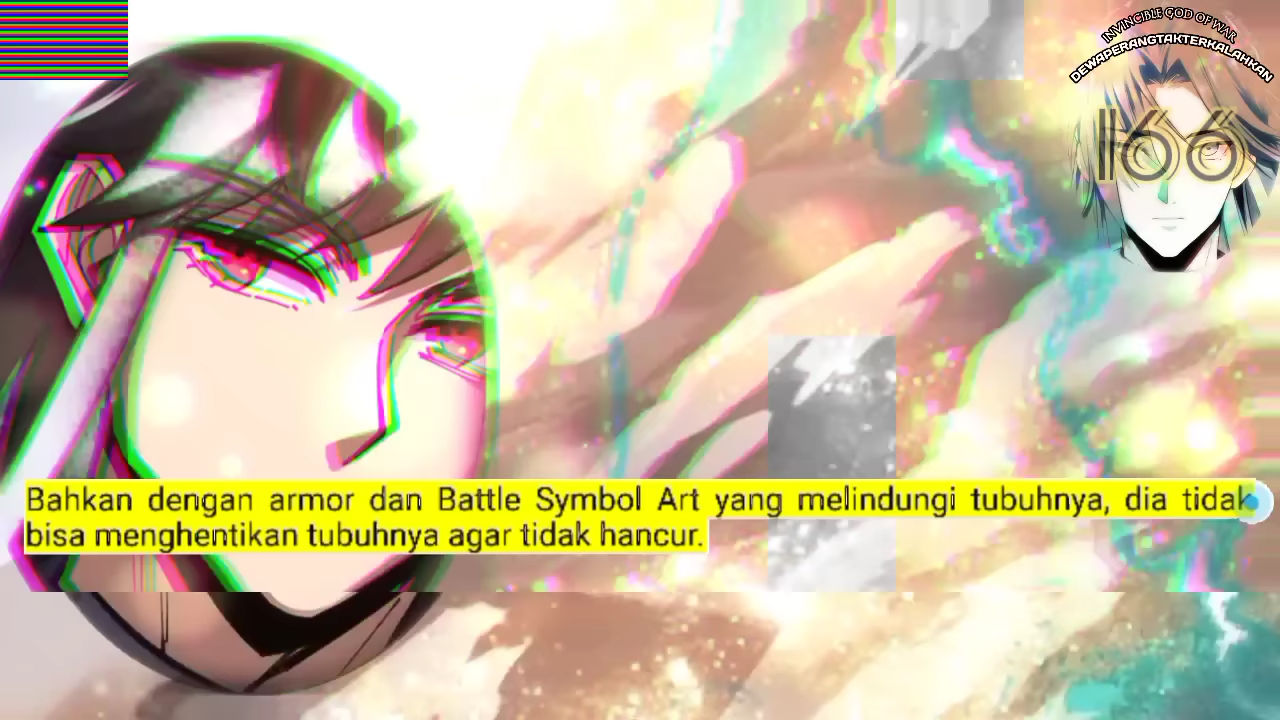 INVINCIBLE GOD OF WAR
DEWAPERANGTAKTERKALAHKAN
166
Bahkan dengan armor dan Battle Symbol Art yang melindungi tubuhnya, dia tidak
bisa menghentikan tubuhnya agar tidak hancur.